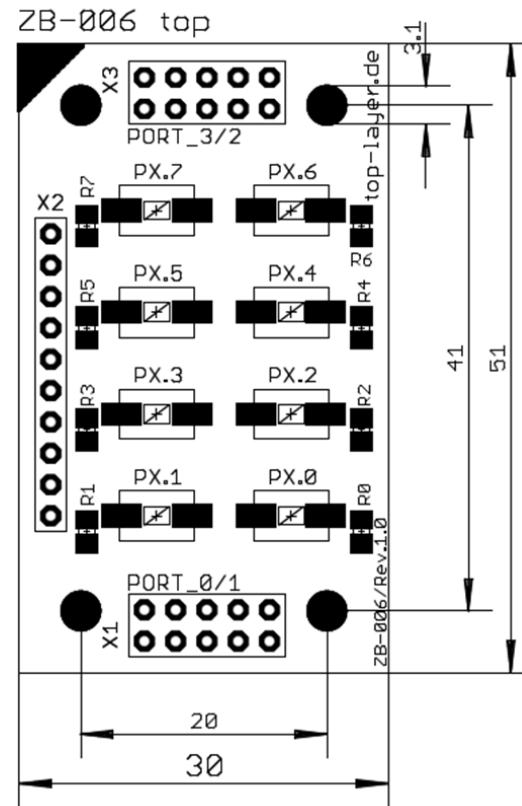 ZB-006 top
X3
3.1
top-layer.de
PORT_3/2
R7
PX.7
PX.6
X2
R6
R5
PX.5
PX.4
R4
41
51
R3
PX.3
PX.2
R2
R1
PX.1
PX.0
R0
PORT_0/1
ZB-006/Rev.1.0
X1
20
30